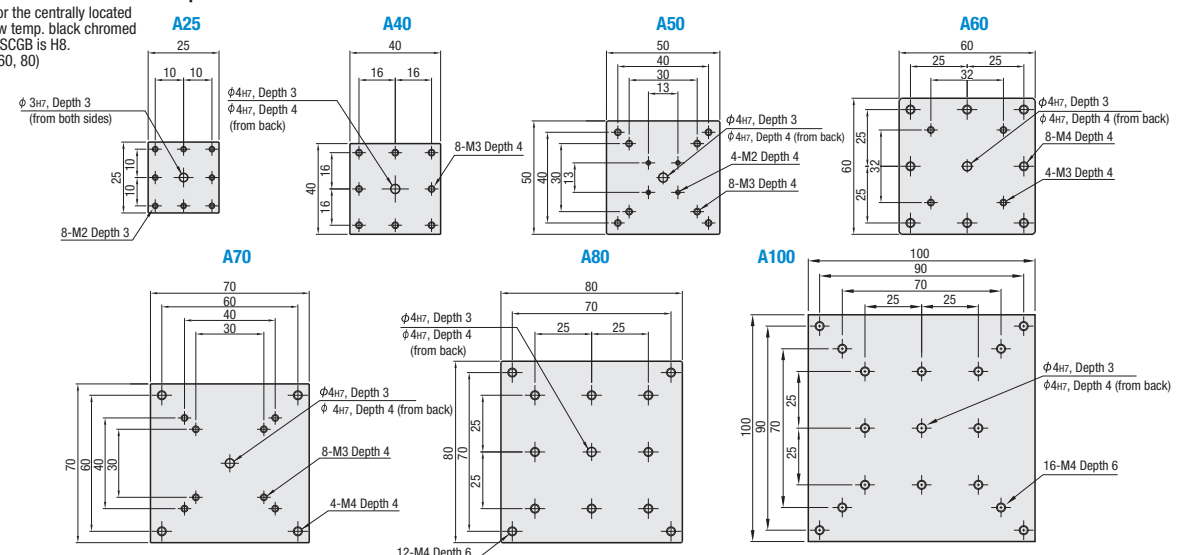 or the centrally located
w temp. black chromed
SCGB is H8.
60, 80)
A25
25
10 10
ϕ 3H7, Depth 3
(from both sides)
25
10
10
8-M2 Depth 3
A40
40
16 16
ϕ4H7, Depth 3
ϕ4H7, Depth 4
(from back)
8-M3 Depth 4
40
16
16
A50
50
40
30
13
50
40
30
13
ϕ4H7, Depth 3
ϕ4H7, Depth 4 (from back)
4-M2 Depth 4
8-M3 Depth 4
A60
60
25 25
32
60
25
32
25
ϕ4H7, Depth 3
ϕ 4H7, Depth 4 (from back)
8-M4 Depth 4
4-M3 Depth 4
A70
70
60
40
30
70
60
40
30
ϕ4H7, Depth 3
ϕ 4H7, Depth 4 (from back)
8-M3 Depth 4
4-M4 Depth 4
A80
80
70
25 25
ϕ4H7, Depth 3
ϕ4H7, Depth 4
(from back)
80
70
25
25
12-M4 Depth 6
A100
100
90
70
25 25
100
90
70
25
25
ϕ4H7, Depth 3
ϕ4H7, Depth 4 (from back)
16-M4 Depth 6